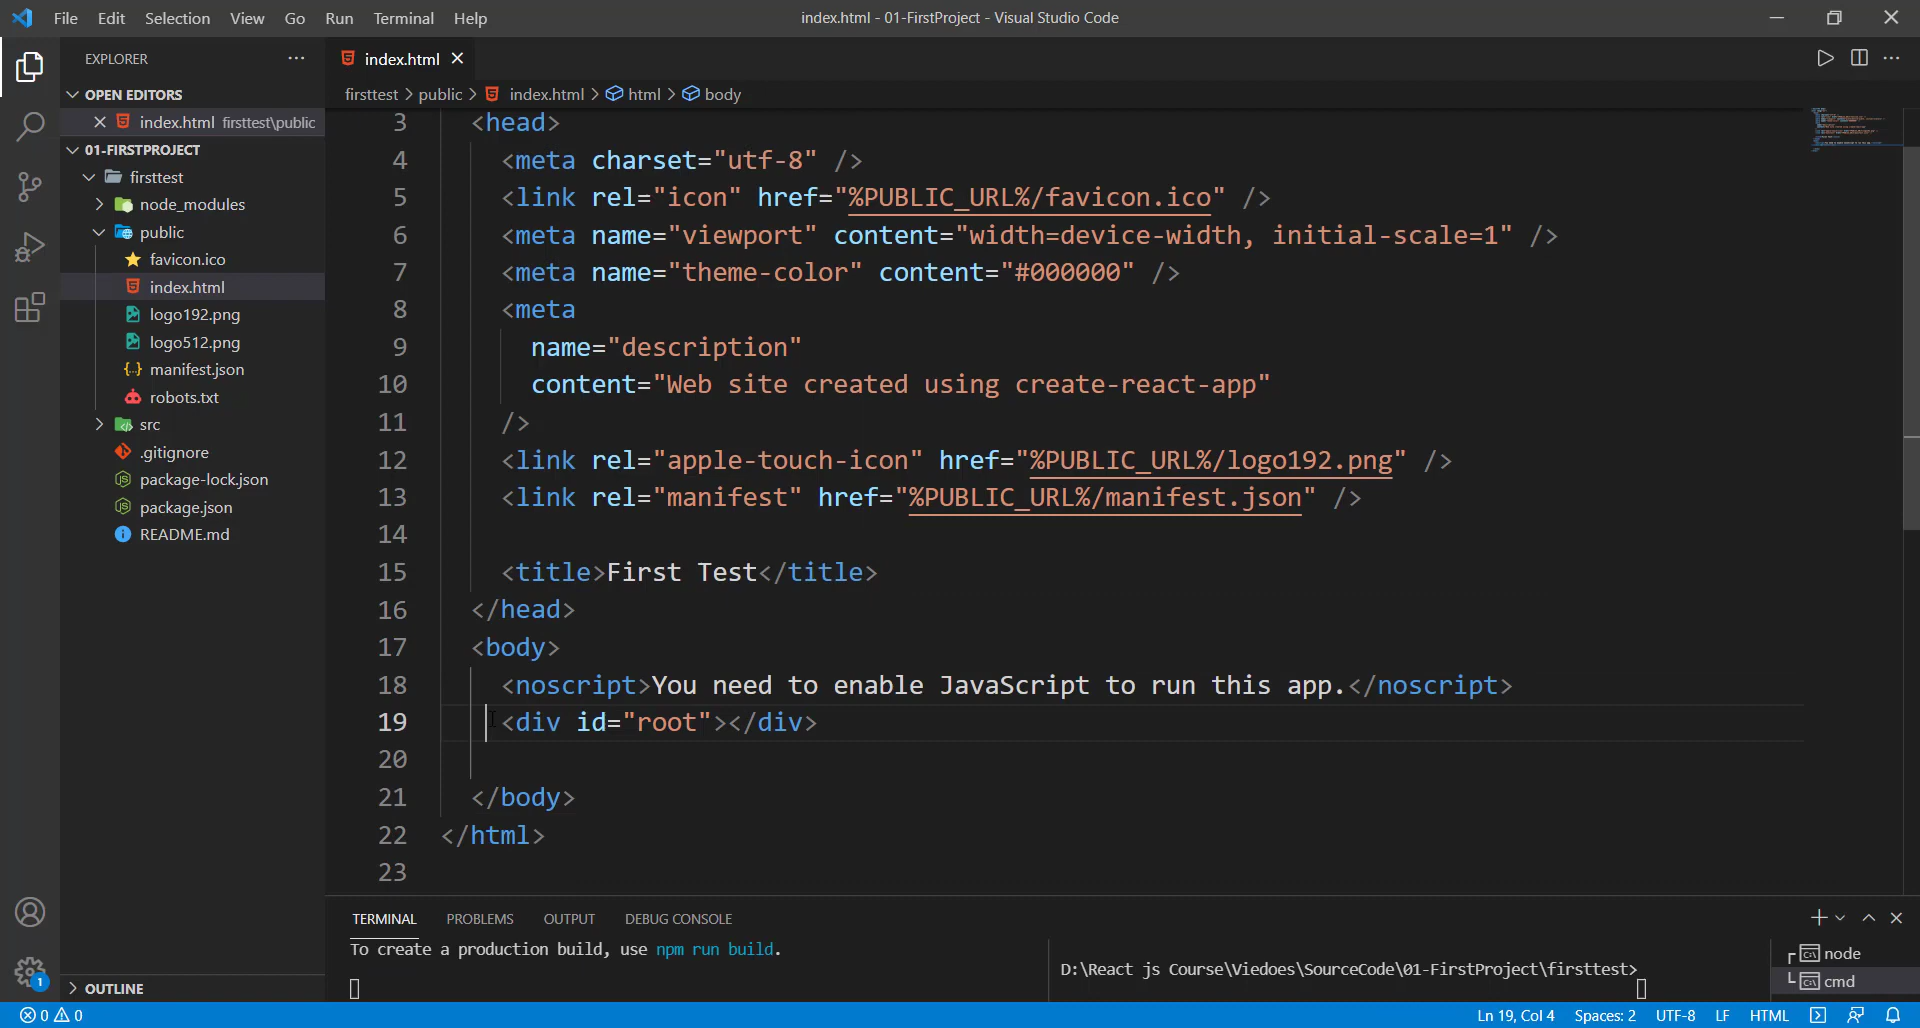 File Edit Selection View Go Run Terminal Help
index.html - 01-FirstProject - Visual Studio Code
EXPLORER
OPEN EDITORS
index.html firsttest\public
01-FIRSTPROJECT
firsttest
node_modules
public
favicon.ico
index.html
logo192.png
logo512.png
manifest.json
robots.txt
src
.gitignore
package-lock.json
package.json
README.md
OUTLINE
1
index.html
firsttest > public > index.html > html > body
3 <head>
4 <meta charset="utf-8" />
5 <link rel="icon" href="%PUBLIC_URL%/favicon.ico" />
6 <meta name="viewport" content="width=device-width, initial-scale=1" />
7 <meta name="theme-color" content="#000000" />
8 <meta
9 name="description"
10 content="Web site created using create-react-app"
11 />
12 <link rel="apple-touch-icon" href="%PUBLIC_URL%/logo192.png" />
13 <link rel="manifest" href="%PUBLIC_URL%/manifest.json" />
14
15 <title>First Test</title>
16 </head>
17 <body>
18 <noscript>You need to enable JavaScript to run this app.</noscript>
19 <div id="root"></div>
20
21 </body>
22 </html>
23
TERMINAL PROBLEMS OUTPUT DEBUG CONSOLE
To create a production build, use npm run build.
D:\React js Course\Viedoes\SourceCode\01-FirstProject\firsttest>
node
cmd
0 0
Ln 19, Col 4 Spaces: 2 UTF-8 LF HTML